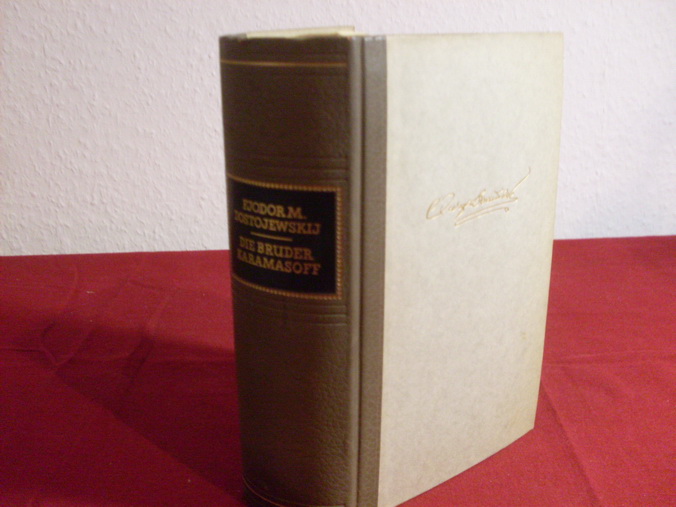 FJODOR M.
DOSTOJEWSKIJ
DIE BRÜDER
KARAMASOFF